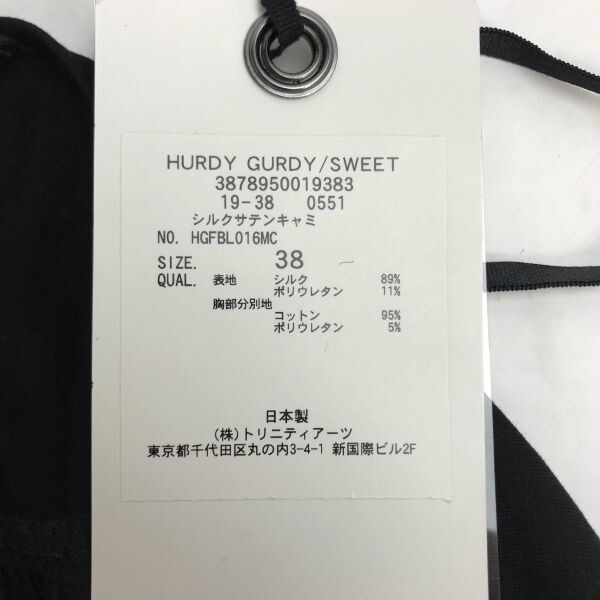 HURDY GURDY/SWEET
3878950019383
19-38 0551
シルクサテンキャミ
NO. HGFBL016MC
SIZE. 38
QUAL. 表地 シルク 89%
ポリウレタン 11%
胸部分別地
コットン 95%
ポリウレタン 5%
日本製
(株)トリニティアーツ
東京都千代田区丸の内3-4-1 新国際ビル2F